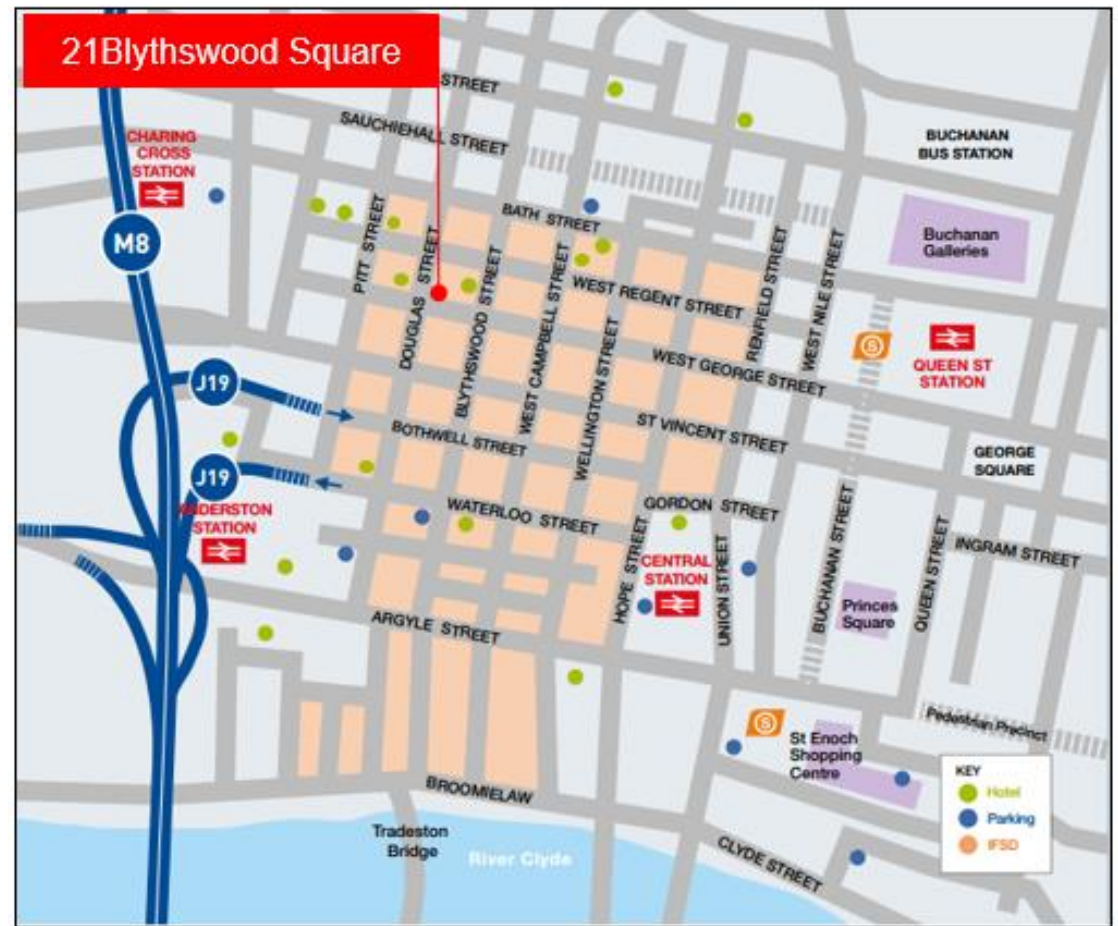 21Blythswood Square
STREET
SAUCHIEHALL STREET
CHARING
CROSS
STATION
BUCHANAN
BUS STATION
M8
BATH STREET
Buchanan
Galleries
PITT STREET
DOUGLAS STREET
BLYTHSWOOD STREET
WEST CAMPBELL STREET
WELLINGTON STREET
WEST REGENT STREET
RENFIELD STREET
WEST NILE STREET
S
QUEEN ST
STATION
WEST GEORGE STREET
J19
BOTHWELL STREET
ST VINCENT STREET
GEORGE
SQUARE
J19
ANDERSTON
STATION
WATERLOO STREET
GORDON STREET
HOPE STREET
CENTRAL
STATION
UNION STREET
BUCHANAN STREET
QUEEN STREET
INGRAM STREET
Princes
Square
ARGYLE STREET
S
St Enoch
Shopping
Centre
Pedestrian Precinct
BROOMIELAW
Tradeston
Bridge
River Clyde
CLYDE STREET
KEY
Hotel
Parking
IFSD